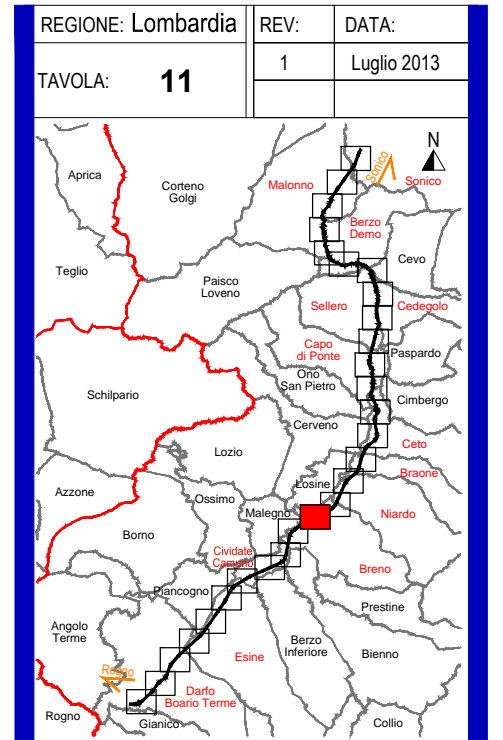 REGIONE: Lombardia
REV:
DATA:
TAVOLA: 11
1
Luglio 2013
N
Sonico
Aprica
Corteno
Golgi
Malonno
Sonico
Berzo
Demo
Cevo
Teglio
Paisco
Loveno
Sellero
Cedegolo
Capo
di Ponte
Paspardo
Ono
San Pietro
Schilpario
Cimbergo
Cerveno
Ceto
Lozio
Braone
Losine
Azzone
Ossimo
Malegno
Niardo
Borno
Cividate
Camuno
Breno
Piancogno
Prestine
Angolo
Terme
Berzo
Inferiore
Bienno
Esine
Rogno
Darfo
Boario Terme
Rogno
Gianico
Collio